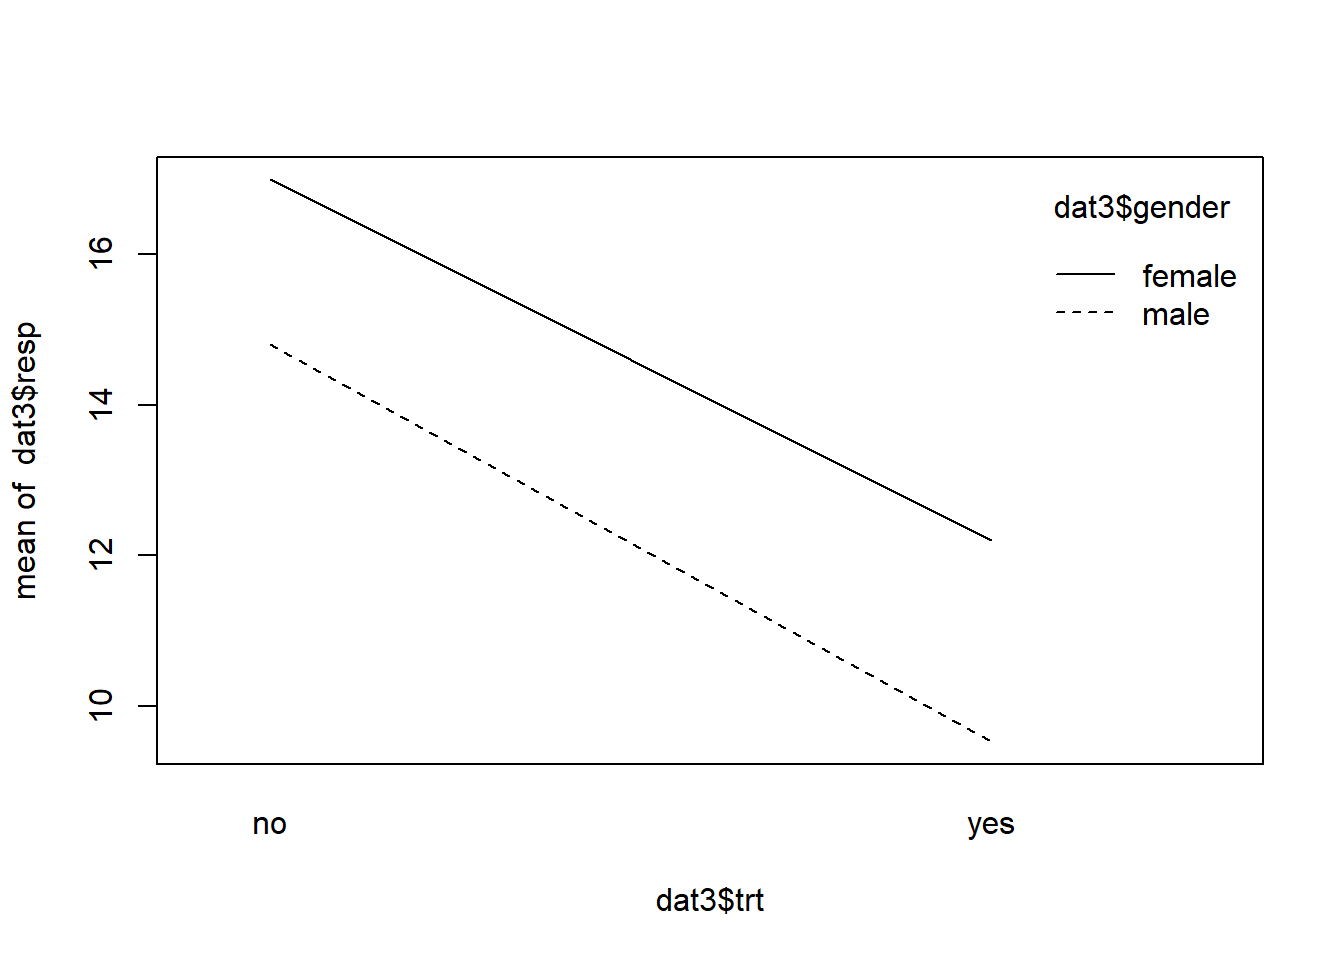 dat3$gender
female
male
16
14
12
10
mean of  dat3$resp
no
yes
dat3$trt